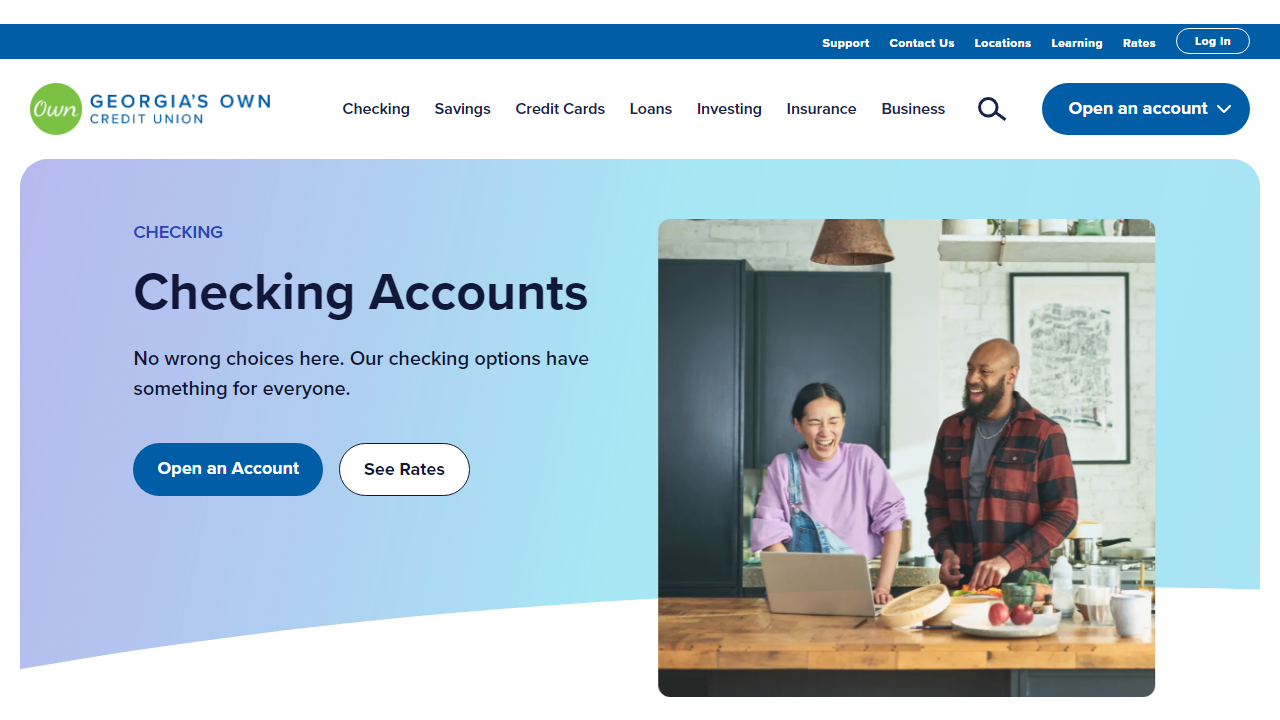 Support Contact Us Locations Learning Rates Log In
Own GEORGIA'S OWN
CREDIT UNION
Checking Savings Credit Cards Loans Investing Insurance Business Open an account
CHECKING
Checking Accounts
No wrong choices here. Our checking options have
something for everyone.
Open an Account See Rates